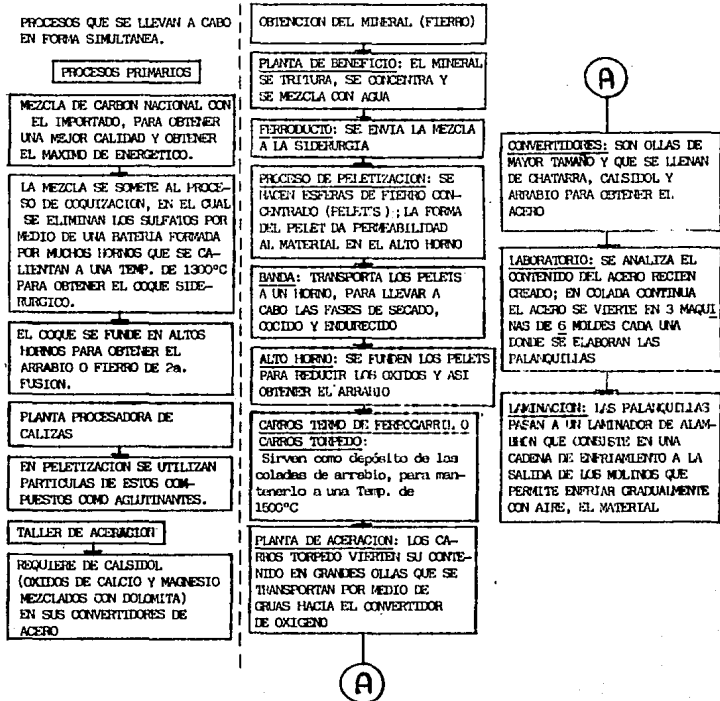 PROCESOS QUE SE LLEVAN A CABO
EN FORMA SIMULTANEA.
PROCESOS PRIMARIOS
MEZCLA DE CARBON NACIONAL CON
EL IMPORTADO, PARA OBTENER
UNA MEJOR CALIDAD Y OBTENER
EL MAXIMO DE ENERGETICO.
LA MEZCLA SE SOMETE AL PROCE-
SO DE COQUIZACION, EN EL CUAL
SE ELIMINAN LOS SULFATOS POR
MEDIO DE UNA BATERIA FORMADA
POR MUCHOS HORNOS QUE SE CA-
LIENTAN A UNA TEMP. DE 1300°C
PARA OBTENER EL COQUE SIDE-
RURGICO.
EL COQUE SE FUNDE EN ALTOS
HORNOS PARA OBTENER EL
ARRABIO O FIERRO DE 2a.
FUSION.
PLANTA PROCESADORA DE
CALIZAS
EN PELETIZACION SE UTILIZAN
PARTICULAS DE ESTOS COM-
PUESTOS COMO AGLUTINANTES.
TALLER DE ACERACION
REQUIERE DE CALSIDOL
(OXIDOS DE CALCIO Y MAGNESIO
MEZCLADOS CON DOLOMITA)
EN SUS CONVERTIDORES DE
ACERO
OBTENCION DEL MINERAL (FIERRO)
PLANTA DE BENEFICIO: EL MINERAL
SE TRITURA, SE CONCENTRA Y
SE MEZCLA CON AGUA
FERRODUCTO: SE ENVIA LA MEZCLA
A LA SIDERURGIA
PROCESO DE PELETIZACION: SE
HACEN ESFERAS DE FIERRO CON-
CENTRADO (PELETS); LA FORMA
DEL PELET DA PERMEABILIDAD
AL MATERIAL EN EL ALTO HORNO
BANDA: TRANSPORTA LOS PELETS
A UN HORNO, PARA LLEVAR A
CABO LAS FASES DE SECADO,
COCIDO Y ENDURECIDO
ALTO HORNO: SE FUNDEN LOS PELETS
PARA REDUCIR LOS OXIDOS Y ASI
OBTENER EL ARRABIO
CARROS TERMO DE FERROCARRIL O
CARROS TORPEDO:
Sirven como depósito de las
coladas de arrabio, para man-
tenerlo a una Temp. de
1500°C
PLANTA DE ACERACION: LOS CA-
RROS TORPEDO VIERTEN SU CONTE-
NIDO EN GRANDES OLLAS QUE SE
TRANSPORTAN POR MEDIO DE
GRUAS HACIA EL CONVERTIDOR
DE OXIGENO
A
A
CONVERTIDORES: SON OLLAS DE
MAYOR TAMAÑO Y QUE SE LLENAN
DE CHATARRA, CALSIDOL Y
ARRABIO PARA OBTENER EL
ACERO
LABORATORIO: SE ANALIZA EL
CONTENIDO DEL ACERO RECIEN
CREADO; EN COLADA CONTINUA
EL ACERO SE VIERTE EN 3 MAQUI
NAS DE 6 MOLDES CADA UNA
DONDE SE ELABORAN LAS
PALANQUILLAS
LAMINACION: LAS PALANQUILLAS
PASAN A UN LAMINADOR DE ALAM-
BRON QUE CONSISTE EN UNA
CADENA DE ENFRIAMIENTO A LA
SALIDA DE LOS MOLINOS QUE
PERMITE ENFRIAR GRADUALMENTE
CON AIRE, EL MATERIAL